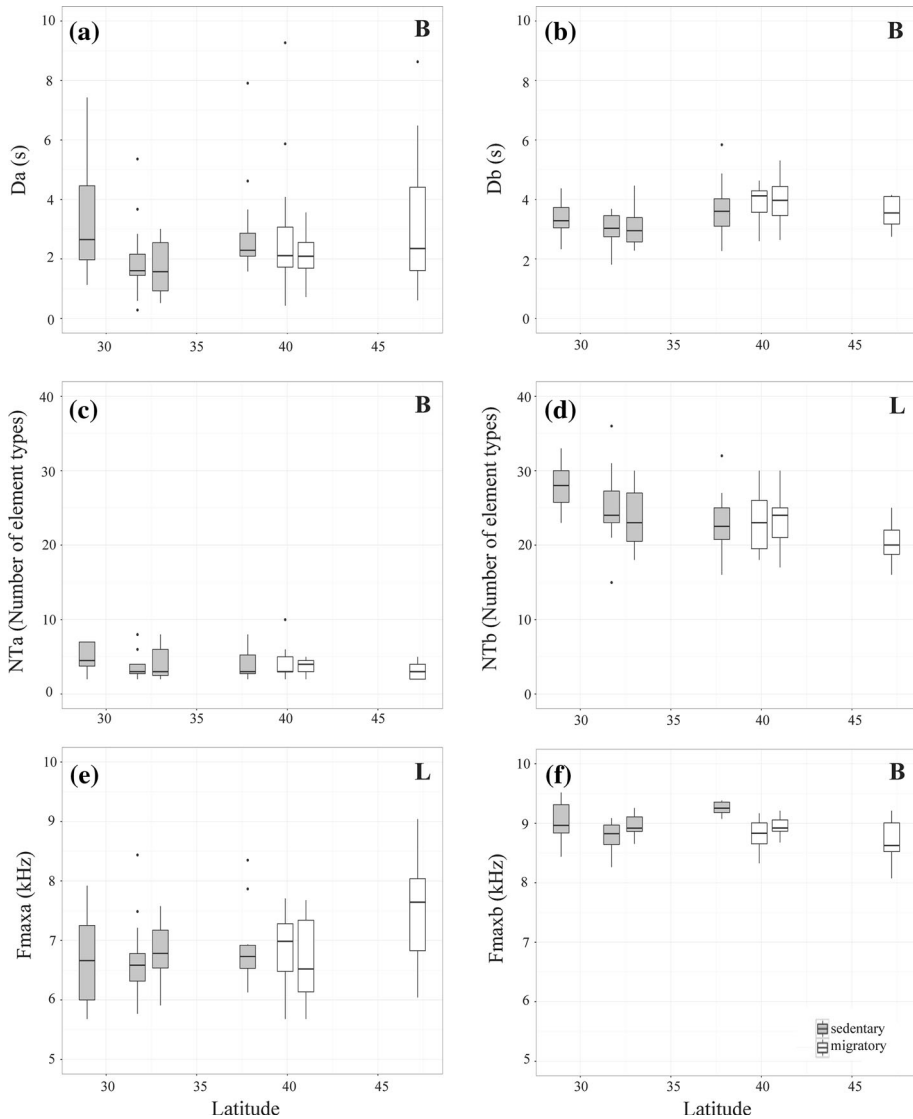 (a)
B
10
8
6
4
2
0
Da (s)
30 35 40 45
(b)
B
10
8
6
4
2
0
Db (s)
30 35 40 45
(c)
B
40
30
20
10
0
NTa (Number of element types)
30 35 40 45
(d)
L
40
30
20
10
0
NTb (Number of element types)
30 35 40 45
(e)
L
10
9
8
7
6
5
Fmaxa (kHz)
30 35 40 45
Latitude
(f)
B
10
9
8
7
6
5
Fmaxb (kHz)
sedentary
migratory
30 35 40 45
Latitude